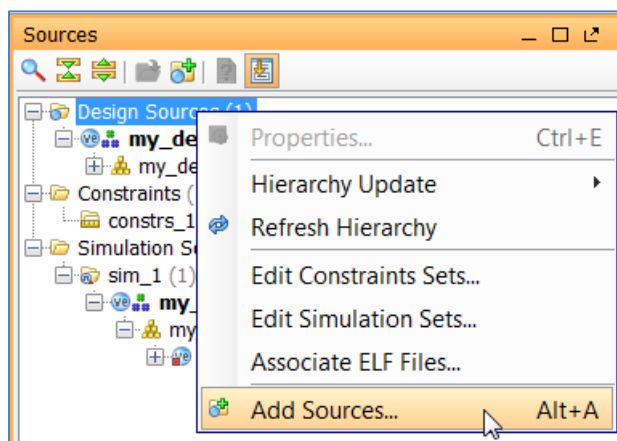 Sources
Design Sources (1)
my_de
my_de
Constraints (
constrs_1
Simulation S
sim_1 (1)
my_
my
Properties... Ctrl+E
Hierarchy Update
Refresh Hierarchy
Edit Constraints Sets...
Edit Simulation Sets...
Associate ELF Files...
Add Sources... Alt+A